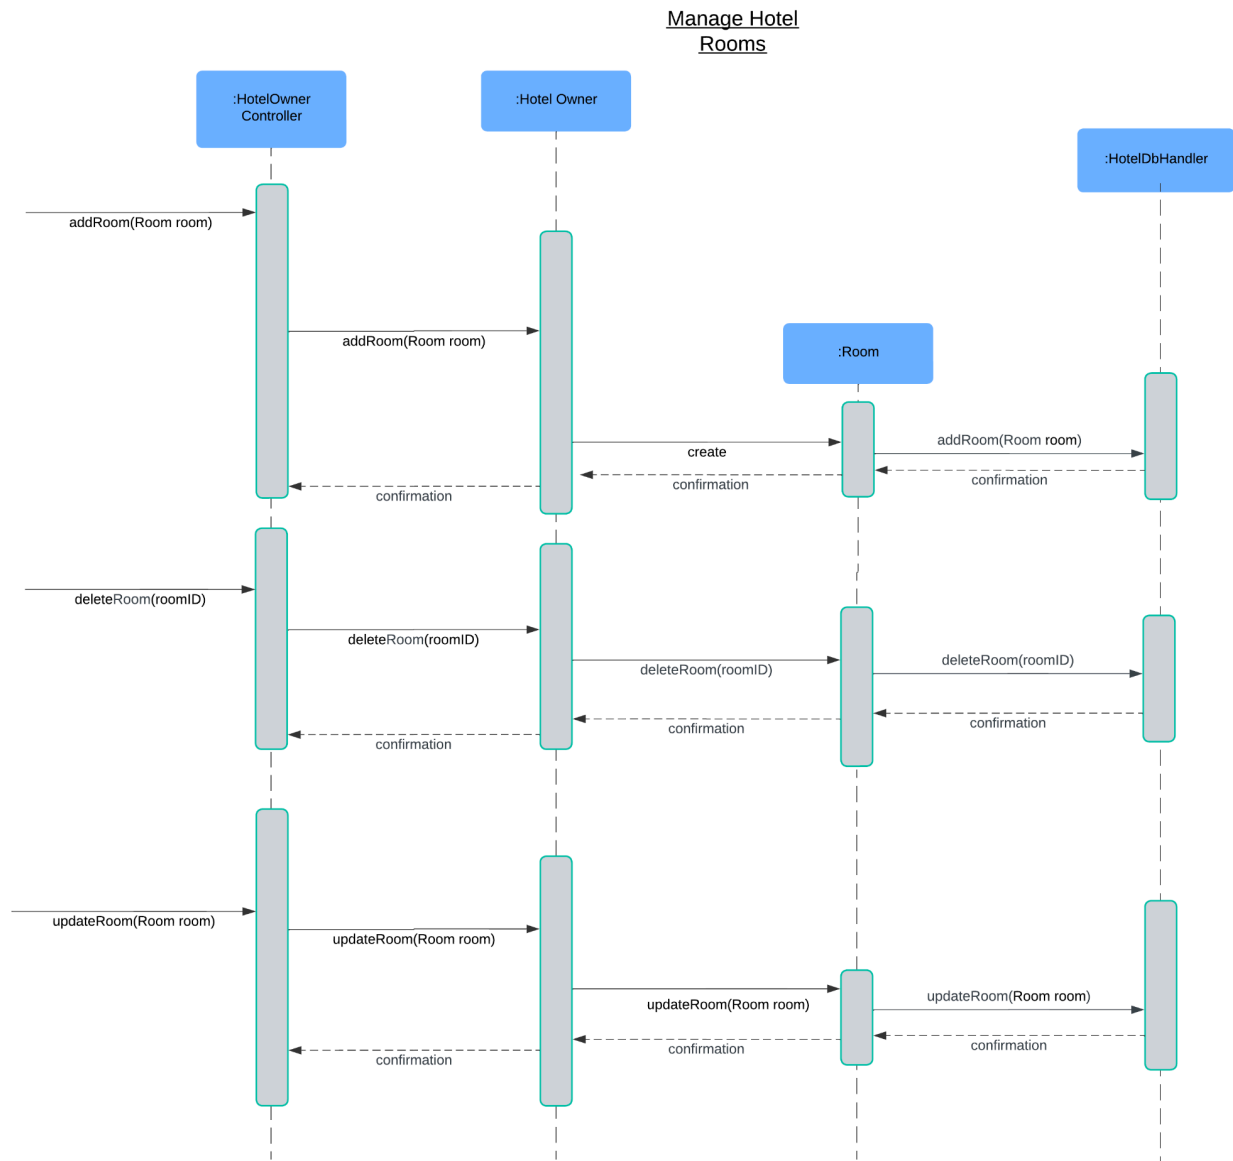 Manage Hotel
Rooms
:HotelOwner
Controller
:Hotel Owner
:HotelDbHandler
addRoom(Room room)
addRoom(Room room)
:Room
create
addRoom(Room room)
confirmation
confirmation
confirmation
deleteRoom(roomID)
deleteRoom(roomID)
deleteRoom(roomID)
deleteRoom(roomID)
confirmation
confirmation
confirmation
updateRoom(Room room)
updateRoom(Room room)
updateRoom(Room room)
updateRoom(Room room)
confirmation
confirmation
confirmation